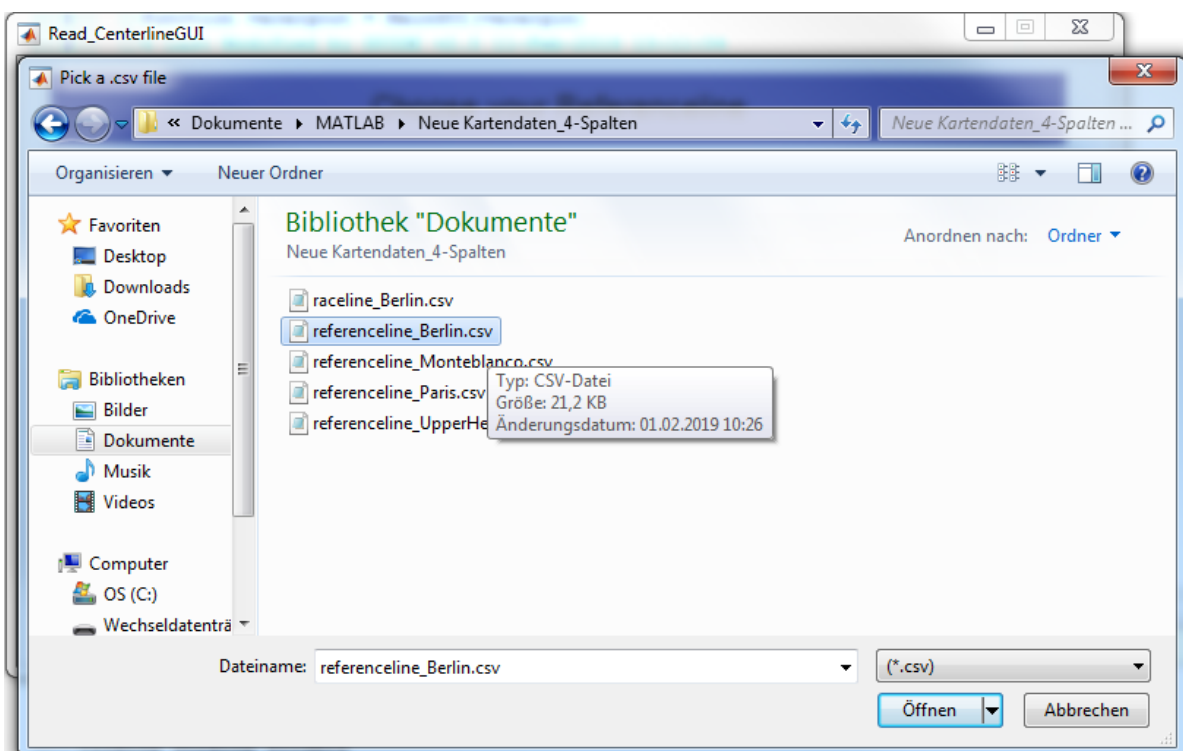 Read_CenterlineGUI
Pick a .csv file
« Dokumente ▸ MATLAB ▸ Neue Kartendaten_4-Spalten
Neue Kartendaten_4-Spalten ...
Organisieren
Neuer Ordner
Favoriten
Desktop
Downloads
OneDrive
Bibliotheken
Bilder
Dokumente
Musik
Videos
Computer
OS (C:)
Wechseldatenträ
Bibliothek "Dokumente"
Neue Kartendaten_4-Spalten
Anordnen nach: Ordner
raceline_Berlin.csv
referenceline_Berlin.csv
referenceline_Monteblanco.csv
referenceline_Paris.csv
referenceline_UpperHe
Typ: CSV-Datei
Größe: 21,2 KB
Änderungsdatum: 01.02.2019 10:26
Dateiname: referenceline_Berlin.csv
(*.csv)
Öffnen
Abbrechen